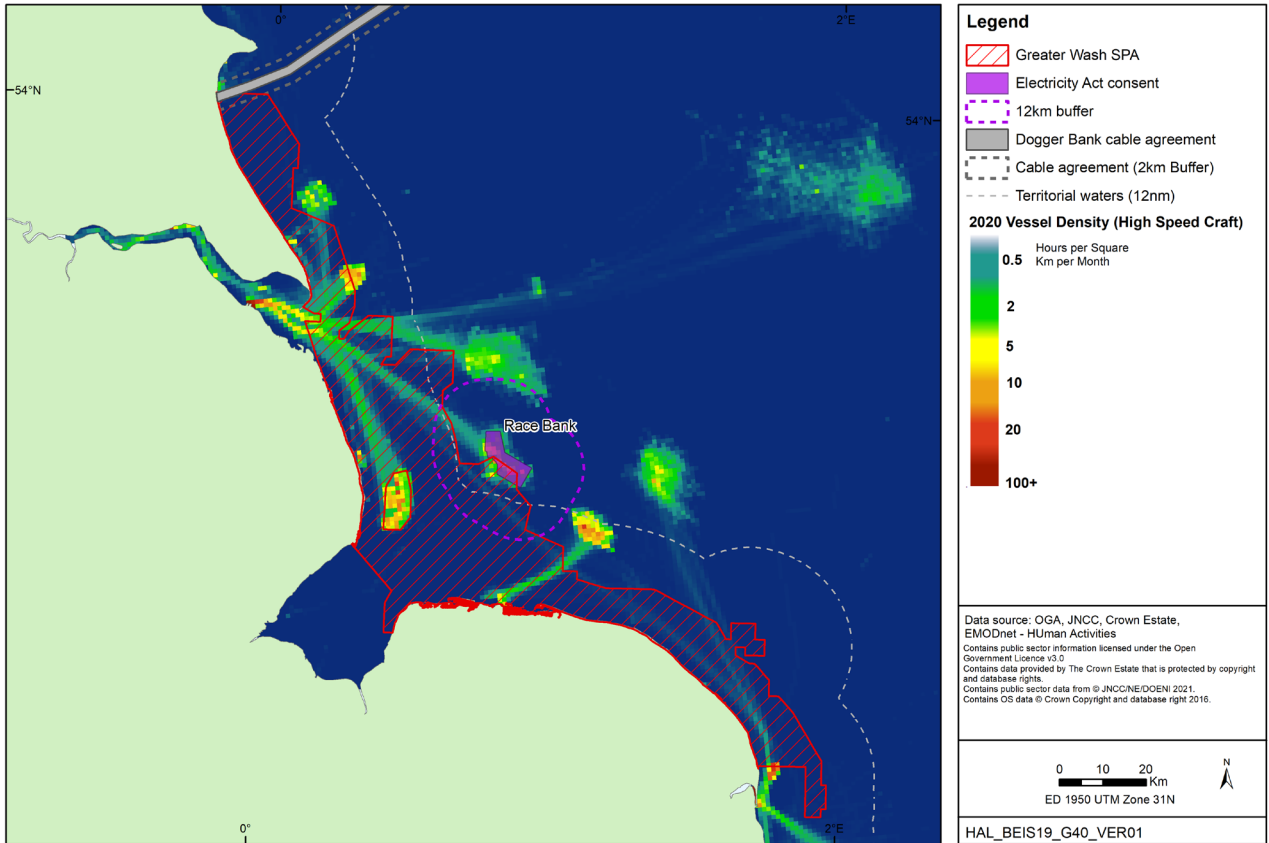 0°
2°E
54°N
54°N
Race Bank
0°
2°E
Legend
Greater Wash SPA
Electricity Act consent
12km buffer
Dogger Bank cable agreement
Cable agreement (2km Buffer)
Territorial waters (12nm)
2020 Vessel Density (High Speed Craft)
Hours per Square
Km per Month
0.5
2
5
10
20
100+
Data source: OGA, JNCC, Crown Estate,
EMODnet - HUman Activities
Contains public sector information licensed under the Open
Government Licence v3.0
Contains data provided by The Crown Estate that is protected by copyright
and database rights.
Contains public sector data from © JNCC/NE/DOENI 2021.
Contains OS data © Crown Copyright and database right 2016.
0 10 20
Km
N
ED 1950 UTM Zone 31N
HAL_BEIS19_G40_VER01